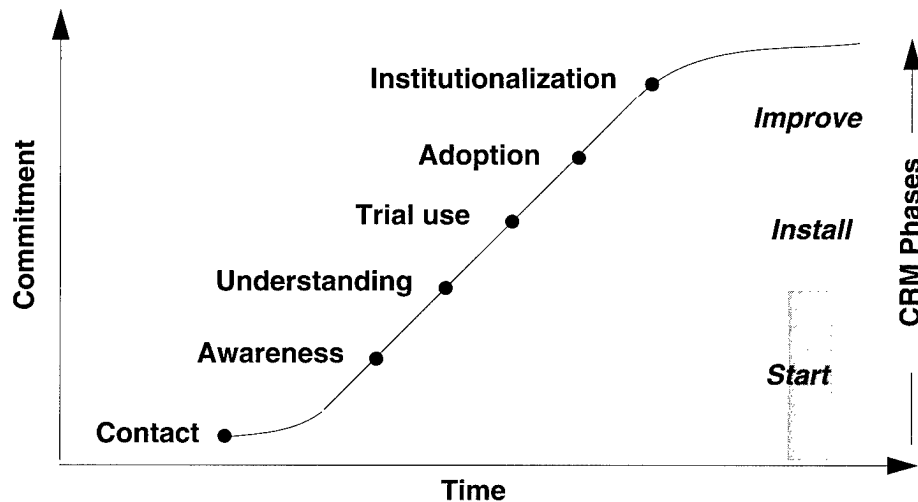 Institutionalization
Improve
Adoption
Trial use
Install
Understanding
Awareness
Start
Contact
Time
Commitment
CRM Phases